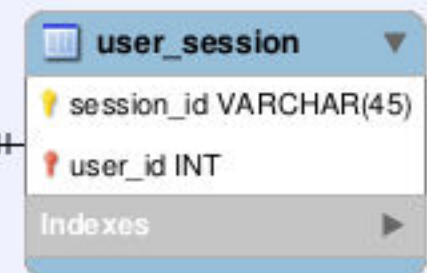 user_session
session_id VARCHAR(45)
user_id INT
Indexes